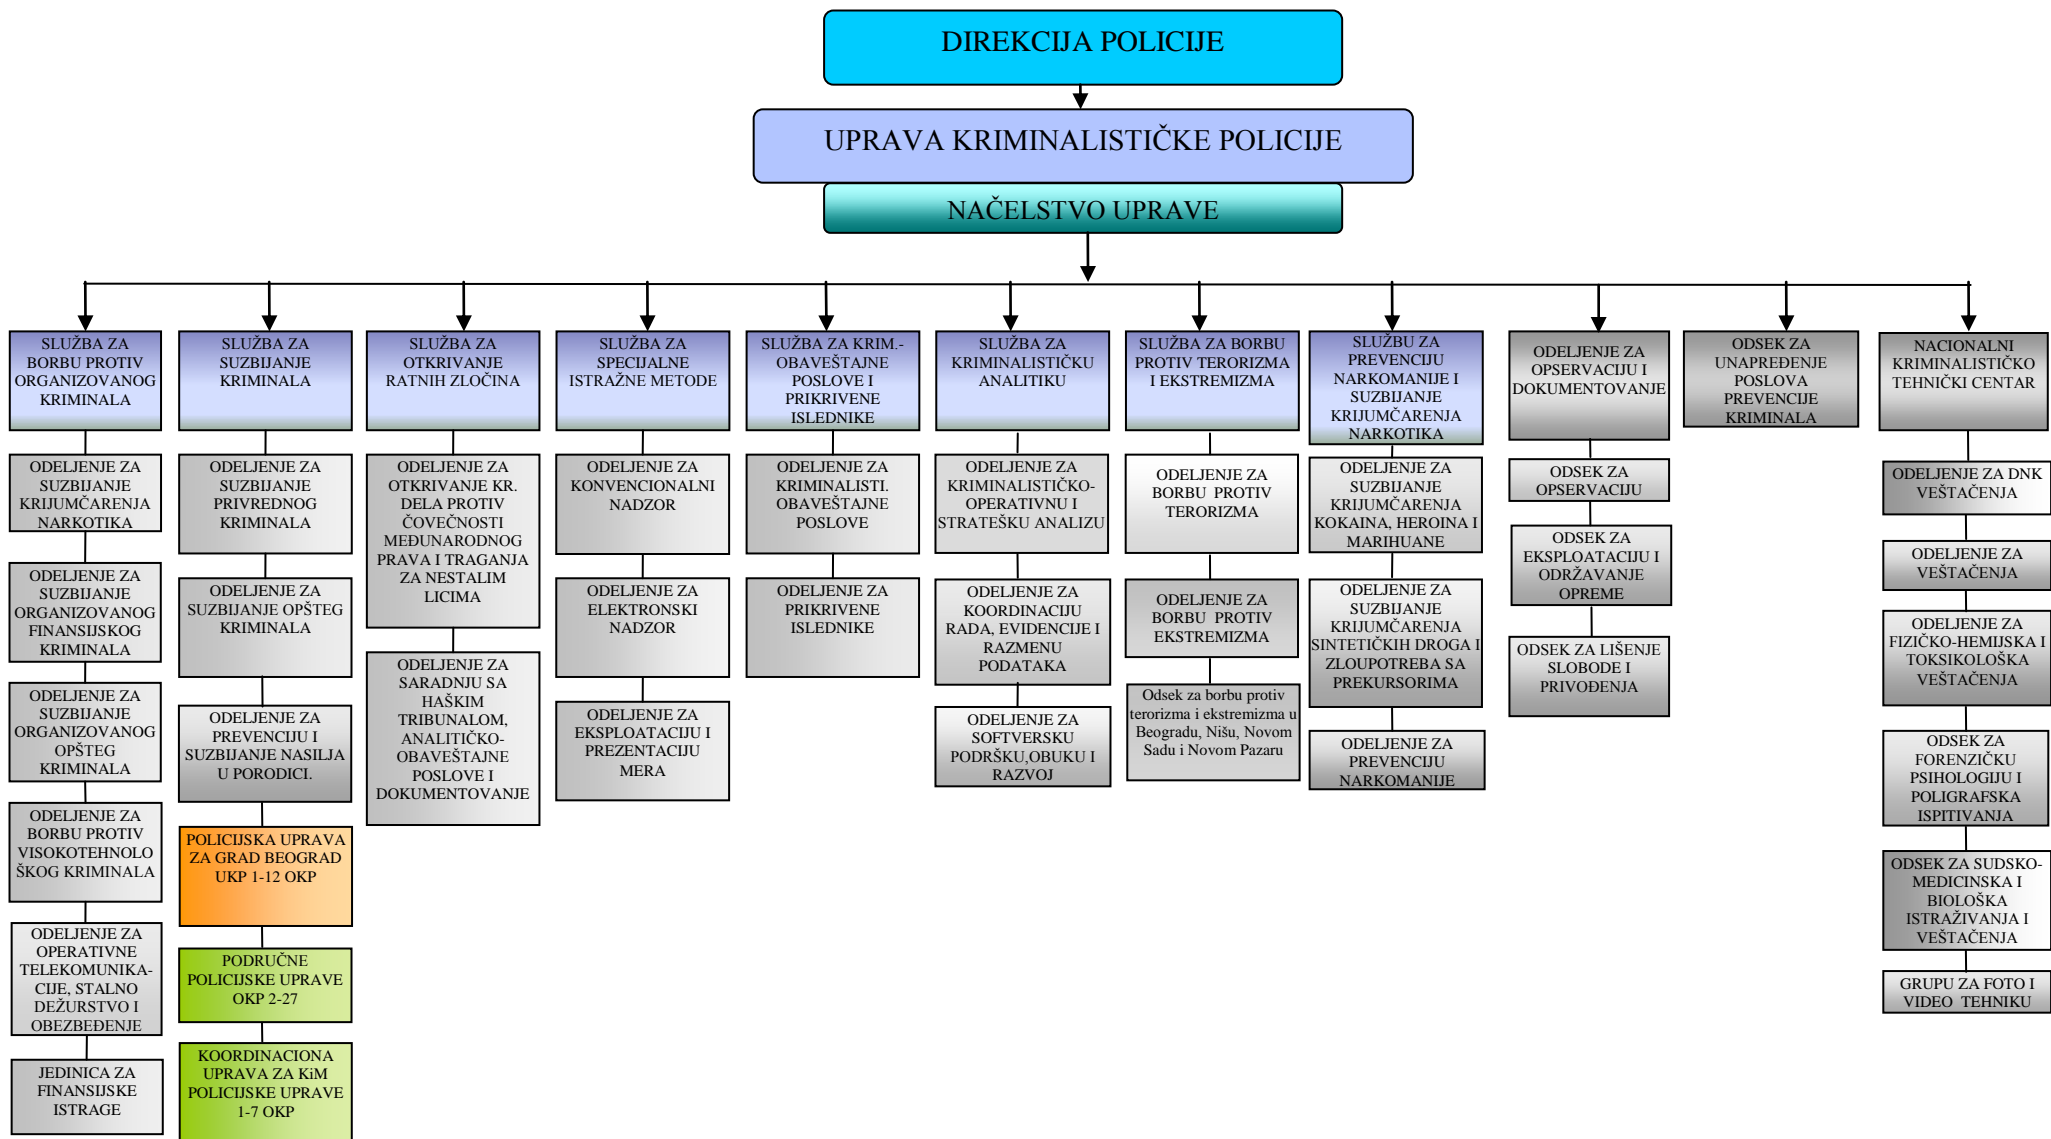 DIREKCIJA POLICIJE
UPRAVA KRIMINALISTIČKE POLICIJE
NAČELSTVO UPRAVE
SLUŽBA ZA
BORBU PROTIV
ORGANIZOVANOG
KRIMINALA
ODELJENJE ZA
SUZBIJANJE
KRIJUMČARENJA
NARKOTIKA
ODELJENJE ZA
SUZBIJANJE
ORGANIZOVANOG
FINANSIJSKOG
KRIMINALA
ODELJENJE ZA
SUZBIJANJE
ORGANIZOVANOG
OPŠTEG
KRIMINALA
ODELJENJE ZA
BORBU PROTIV
VISOKOTEHNOLO
ŠKOG KRIMINALA
ODELJENJE ZA
OPERATIVNE
TELEKOMUNIKA-
CIJE, STALNO
DEŽURSTVO I
OBEZBEĐENJE
JEDINICA ZA
FINANSIJSKE
ISTRAGE
SLUŽBA ZA
SUZBIJANJE
KRIMINALA
ODELJENJE ZA
SUZBIJANJE
PRIVREDNOG
KRIMINALA
ODELJENJE ZA
SUZBIJANJE OPŠTEG
KRIMINALA
ODELJENJE ZA
PREVENCIJU I
SUZBIJANJE NASILJA
U PORODICI.
POLICIJSKA UPRAVA
ZA GRAD BEOGRAD
UKP 1-12 OKP
PODRUČNE
POLICIJSKE UPRAVE
OKP 2-27
KOORDINACIONA
UPRAVA ZA KiM
POLICIJSKE UPRAVE
1-7 OKP
SLUŽBA ZA
OTKRIVANJE
RATNIH ZLOČINA
ODELJENJE ZA
OTKRIVANJE KR.
DELA PROTIV
ČOVEČNOSTI
MEĐUNARODNOG
PRAVA I TRAGANJA
ZA NESTALIM
LICIMA
ODELJENJE ZA
SARADNJU SA
HAŠKIM
TRIBUNALOM,
ANALITIČKO-
OBAVEŠTAJNE
POSLOVE I
DOKUMENTOVANJE
SLUŽBA ZA
SPECIJALNE
ISTRAŽNE METODE
ODELJENJE ZA
KONVENCIONALNI
NADZOR
ODELJENJE ZA
ELEKTRONSKI
NADZOR
ODELJENJE ZA
EKSPLOATACIJU I
PREZENTACIJU
MERA
SLUŽBA ZA KRIM.-
OBAVEŠTAJNE
POSLOVE I
PRIKRIVENE
ISLEDNIKE
ODELJENJE ZA
KRIMINALISTI.
OBAVEŠTAJNE
POSLOVE
ODELJENJE ZA
PRIKRIVENE
ISLEDNIKE
SLUŽBA ZA
KRIMINALISTIČKU
ANALITIKU
ODELJENJE ZA
KRIMINALISTIČKO-
OPERATIVNU I
STRATEŠKU ANALIZU
ODELJENJE ZA
KOORDINACIJU
RADA, EVIDENCIJE I
RAZMENU
PODATAKA
ODELJENJE ZA
SOFTVERSKU
PODRŠKU,OBUKU I
RAZVOJ
SLUŽBA ZA BORBU
PROTIV TERORIZMA
I EKSTREMIZMA
ODELJENJE ZA
BORBU PROTIV
TERORIZMA
ODELJENJE ZA
BORBU PROTIV
EKSTREMIZMA
Odsek za borbu protiv
terorizma i ekstremizma u
Beogradu, Nišu, Novom
Sadu i Novom Pazaru
SLUŽBU ZA
PREVENCIJU
NARKOMANIJE I
SUZBIJANJE
KRIJUMČARENJA
NARKOTIKA
ODELJENJE ZA
SUZBIJANJE
KRIJUMČARENJA
KOKAINA, HEROINA I
MARIHUANE
ODELJENJE ZA
SUZBIJANJE
KRIJUMČARENJA
SINTETIČKIH DROGA I
ZLOUPOTREBA SA
PREKURSORIMA
ODELJENJE ZA
PREVENCIJU
NARKOMANIJE
ODELJENJE ZA
OPSERVACIJU I
DOKUMENTOVANJE
ODSEK ZA
OPSERVACIJU
ODSEK ZA
EKSPLOATACIJU I
ODRŽAVANJE
OPREME
ODSEK ZA LIŠENJE
SLOBODE I
PRIVOĐENJA
ODSEK ZA
UNAPREĐENJE
POSLOVA
PREVENCIJE
KRIMINALA
NACIONALNI
KRIMINALISTIČKO
TEHNIČKI CENTAR
ODELJENJE ZA DNK
VEŠTAČENJA
ODELJENJE ZA
VEŠTAČENJA
ODELJENJE ZA
FIZIČKO-HEMIJSKA I
TOKSIKOLOŠKA
VEŠTAČENJA
ODSEK ZA
FORENZIČKU
PSIHOLOGIJU I
POLIGRAFSKA
ISPITIVANJA
ODSEK ZA SUDSKO-
MEDICINSKA I
BIOLOŠKA
ISTRAŽIVANJA I
VEŠTAČENJA
GRUPU ZA FOTO I
VIDEO TEHNIKU